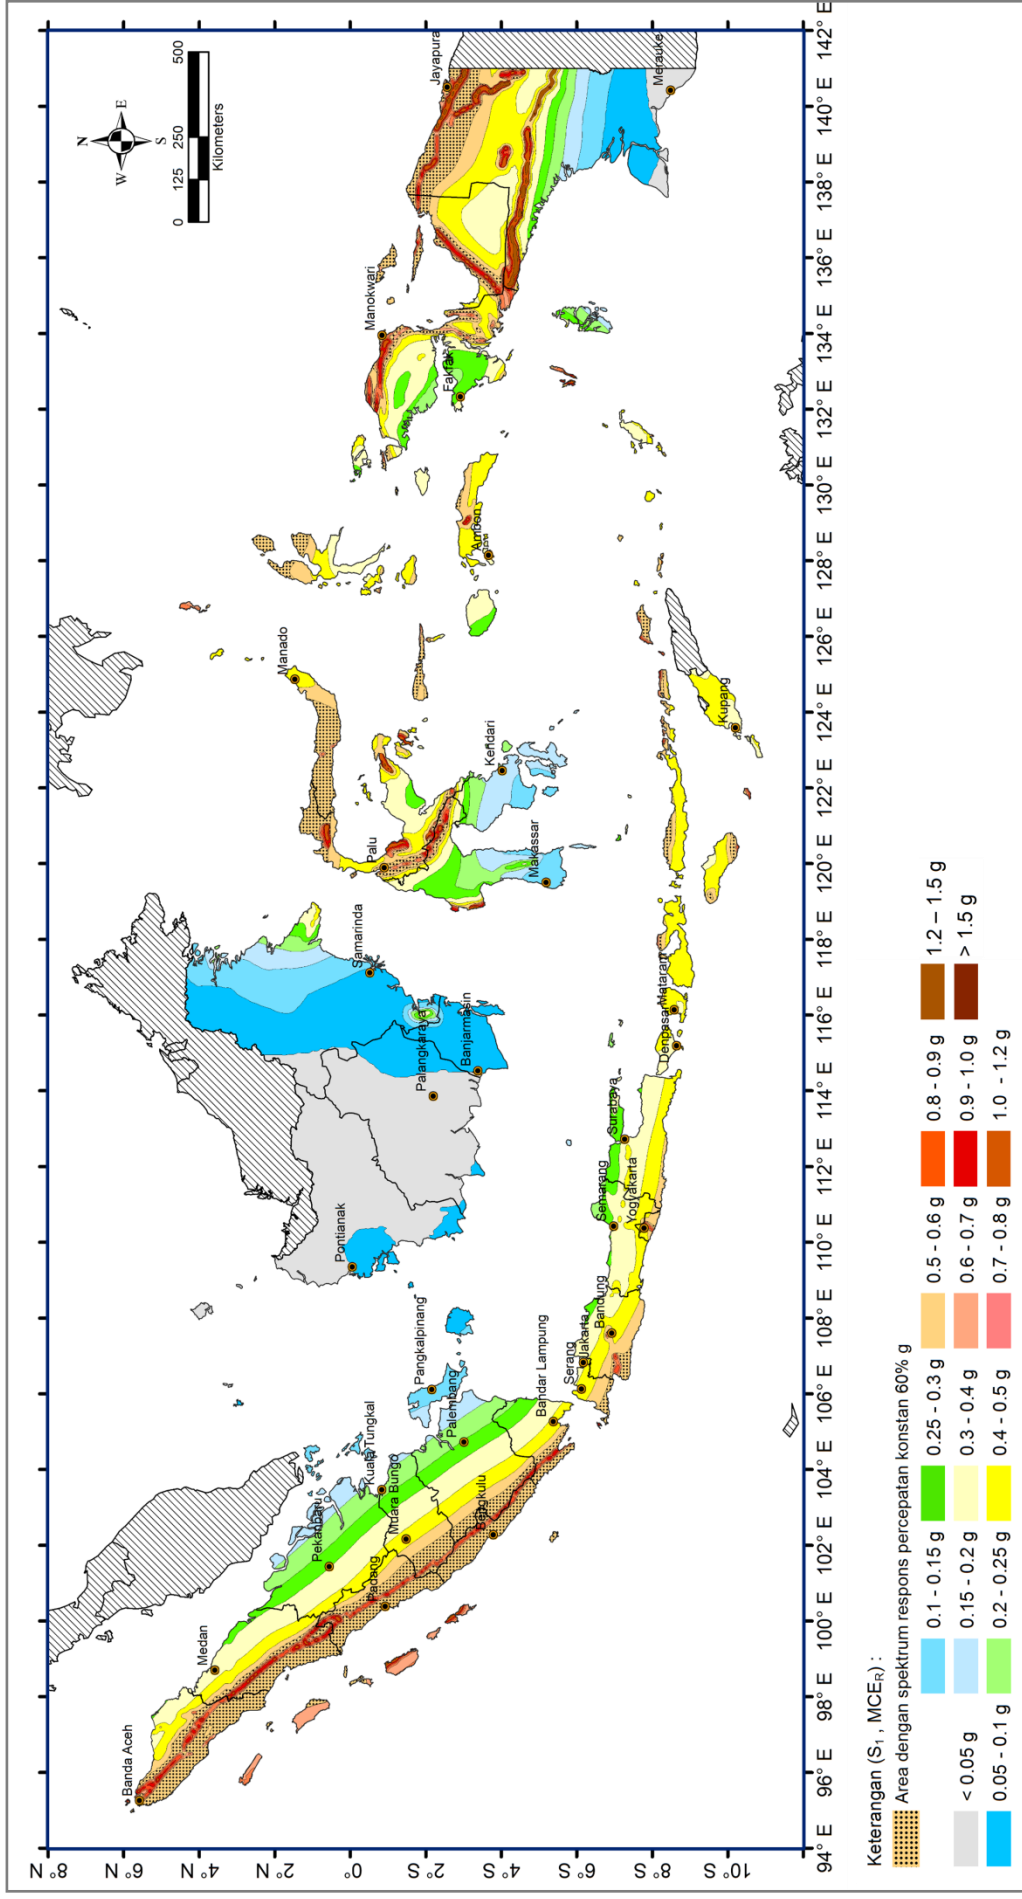 8° N
6° N
4° N
2° N
0°
2° S
4° S
6° S
8° S
10° S
94° E
96° E
98° E
100° E
102° E
104° E
106° E
108° E
110° E
112° E
114° E
116° E
118° E
120° E
122° E
124° E
126° E
128° E
130° E
132° E
134° E
136° E
138° E
140° E
142° E
N
W
E
S
0
125
250
500
Kilometers
Banda Aceh
Medan
Pekanbaru
Padang
Kuala Tungkal
Muara Bungo
Bengkulu
Palembang
Pangkalpinang
Bandar Lampung
Serang
Jakarta
Bandung
Semarang
Yogyakarta
Surabaya
Denpasar
Mataram
Kupang
Pontianak
Palangkaraya
Banjarmasin
Samarinda
Palu
Makassar
Kendari
Manado
Ambon
Fakfak
Manokwari
Jayapura
Merauke
Keterangan (S₁ , MCEᵣ) :
Area dengan spektrum respons percepatan konstan 60% g
< 0.05 g
0.05 - 0.1 g
0.1 - 0.15 g
0.15 - 0.2 g
0.2 - 0.25 g
0.25 - 0.3 g
0.3 - 0.4 g
0.4 - 0.5 g
0.5 - 0.6 g
0.6 - 0.7 g
0.7 - 0.8 g
0.8 - 0.9 g
0.9 - 1.0 g
1.0 - 1.2 g
1.2 – 1.5 g
> 1.5 g